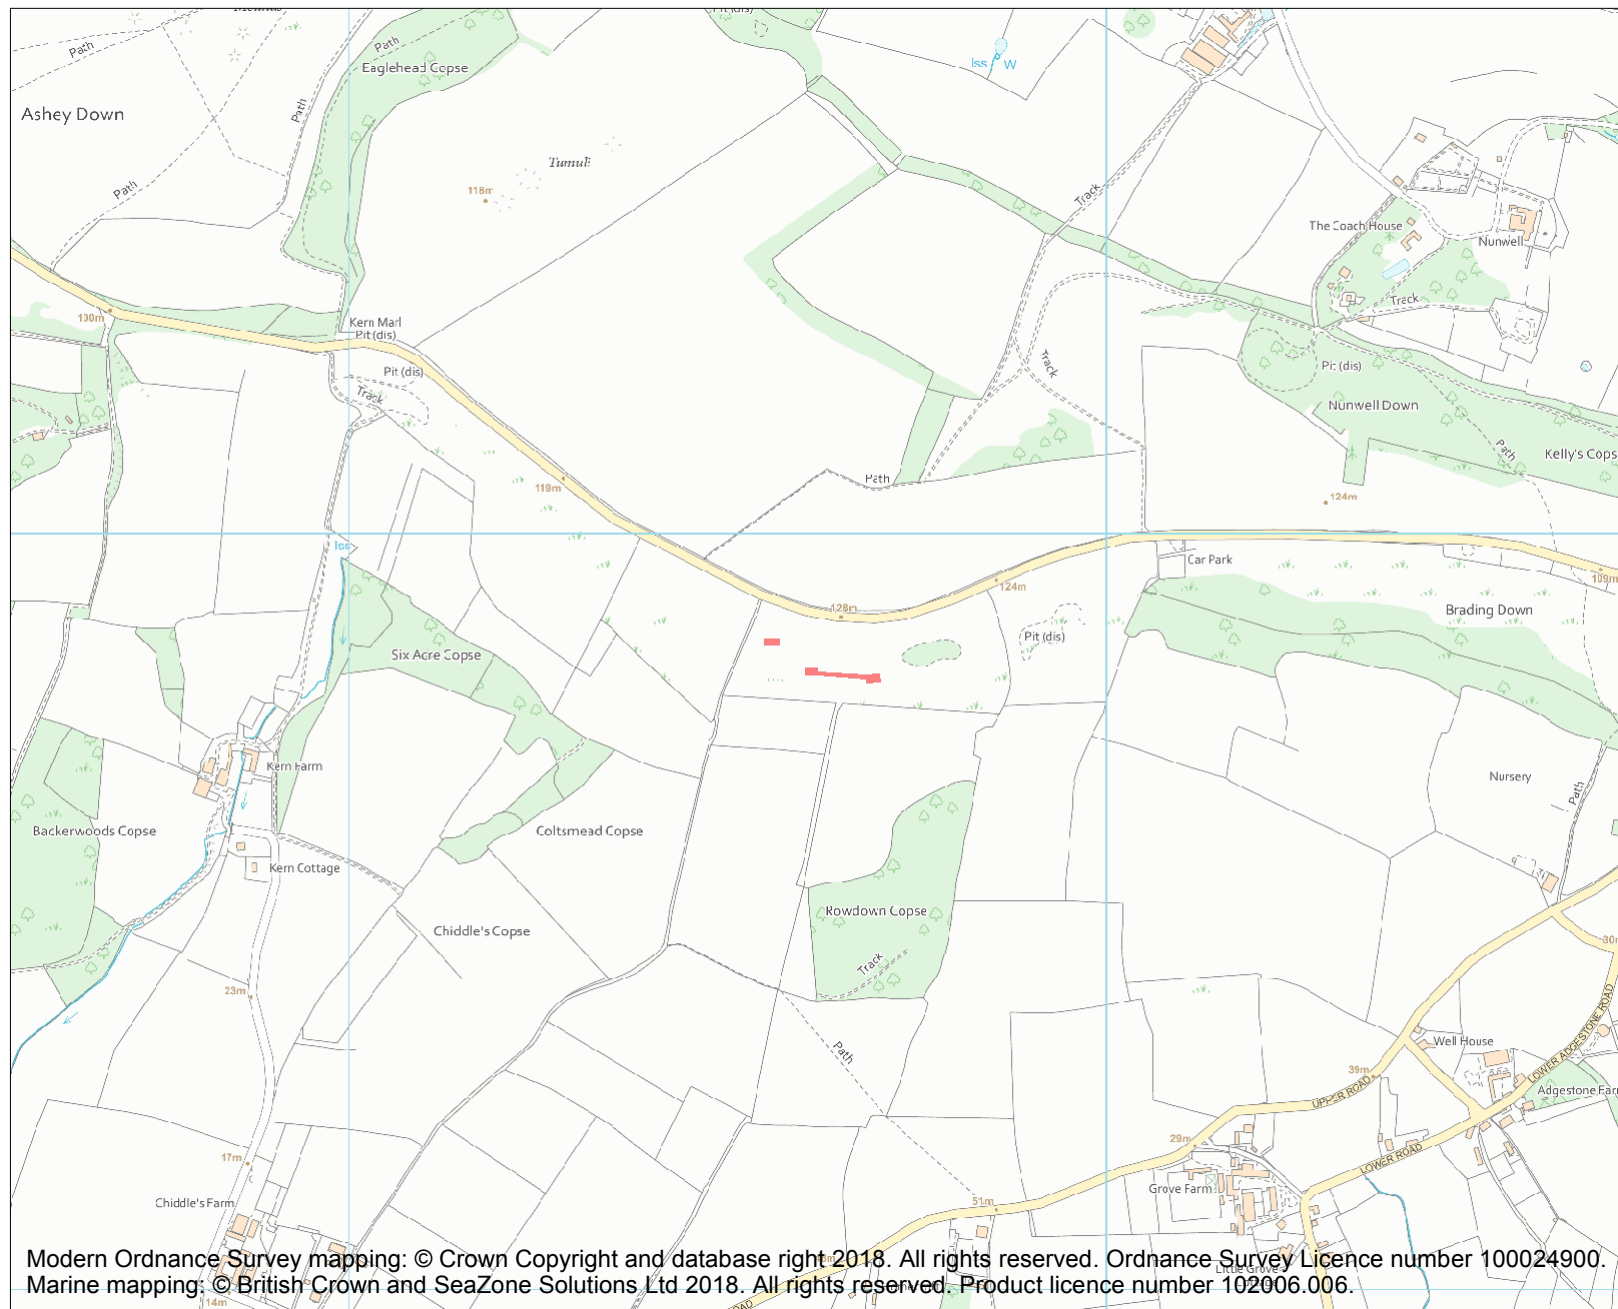 Path
Path
Eaglehead Copse
Iss
W
Path
Ashey Down
Tumuli
118m
Path
Track
The Coach House
Nunwell
Track
100m
Kern Marl
Pit (dis)
Pit (dis)
Track
Track
Pit (dis)
Nunwell Down
Path
Kelly's Cops
Path
119m
124m
Iss
Car Park
124m
109m
128m
Brading Down
Pit (dis)
Six Acre Copse
Kern Farm
Nursery
Path
Backerwoods Copse
Coltsmead Copse
Kern Cottage
Rowdown Copse
Chiddle's Copse
Track
23m
LOWER ADGESTONE ROAD
Path
Well House
39m
UPPER ROAD
Adgestone Farm
29m
17m
LOWER ROAD
Chiddle's Farm
Grove Farm
51m
Modern Ordnance Survey mapping: © Crown Copyright and database right 2018. All rights reserved. Ordnance Survey Licence number 100024900.
Little Grove
Marine mapping: © British Crown and SeaZone Solutions Ltd 2018. All rights reserved. Product licence number 102006.006.
14m